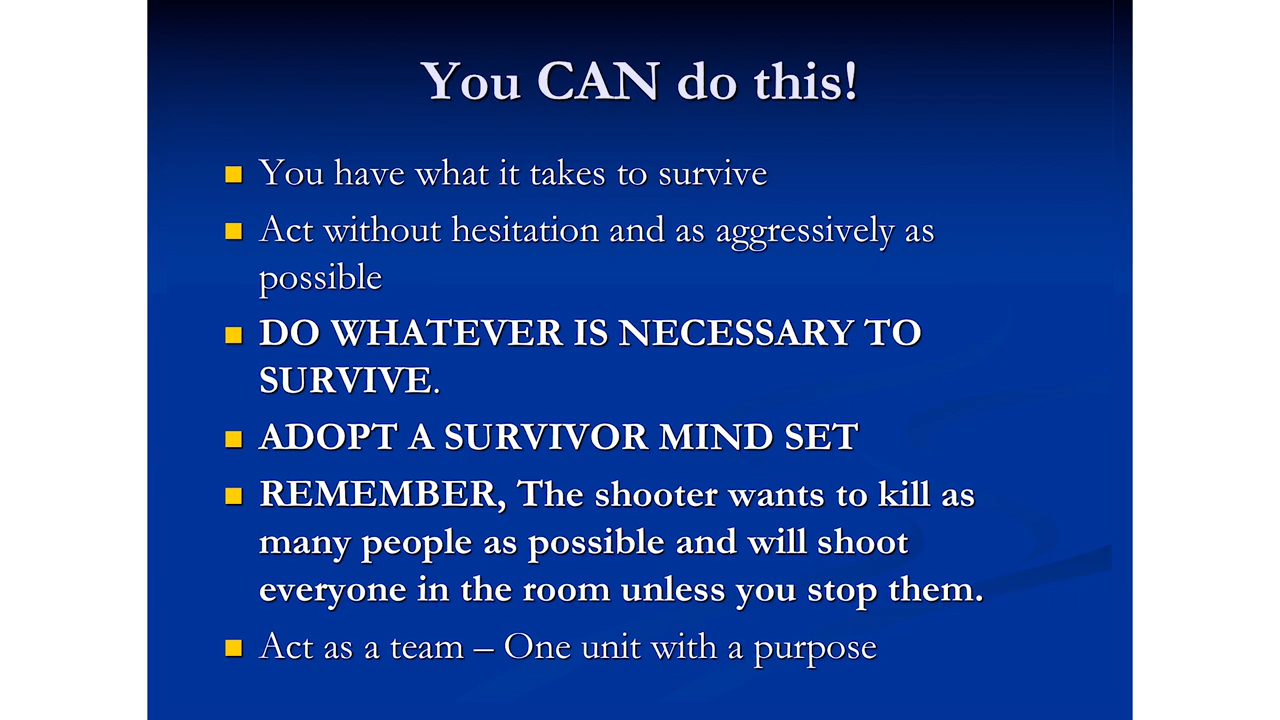 You CAN do this!
You have what it takes to survive
Act without hesitation and as aggressively as
possible
DO WHATEVER IS NECESSARY TO
SURVIVE.
ADOPT A SURVIVOR MIND SET
REMEMBER, The shooter wants to kill as
many people as possible and will shoot
everyone in the room unless you stop them.
Act as a team – One unit with a purpose